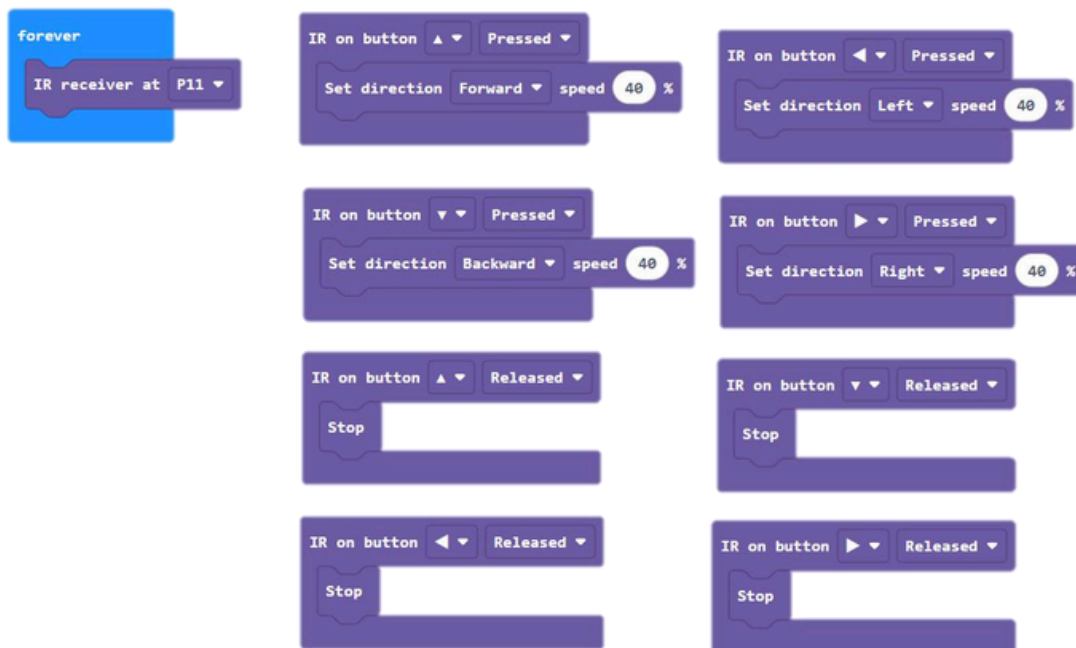 forever
IR receiver at P11
IR on button ▲ Pressed
Set direction Forward speed 40 %
IR on button ◀ Pressed
Set direction Left speed 40 %
IR on button ▼ Pressed
Set direction Backward speed 40 %
IR on button ▶ Pressed
Set direction Right speed 40 %
IR on button ▲ Released
Stop
IR on button ▼ Released
Stop
IR on button ◀ Released
Stop
IR on button ▶ Released
Stop